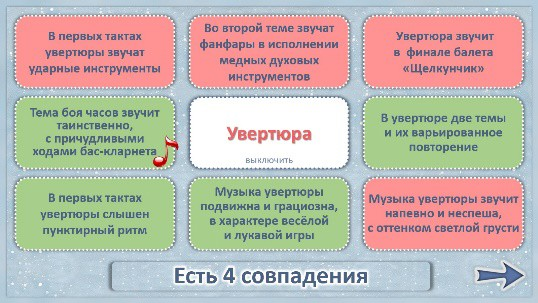 В первых тактах
увертюры звучат
ударные инструменты
Во второй теме звучат
фанфары в исполнении
медных духовых
инструментов
Увертюра звучит
в финале балета
«Щелкунчик»
Тема боя часов звучит
таинственно,
с причудливыми
ходами бас-кларнета
Увертюра
выключить
В увертюре две темы
и их варьированное
повторение
В первых тактах
увертюры слышен
пунктирный ритм
Музыка увертюры
подвижна и грациозна,
в характере весёлой
и лукавой игры
Музыка увертюры звучит
напевно и неспеша,
с оттенком светлой грусти
Есть 4 совпадения